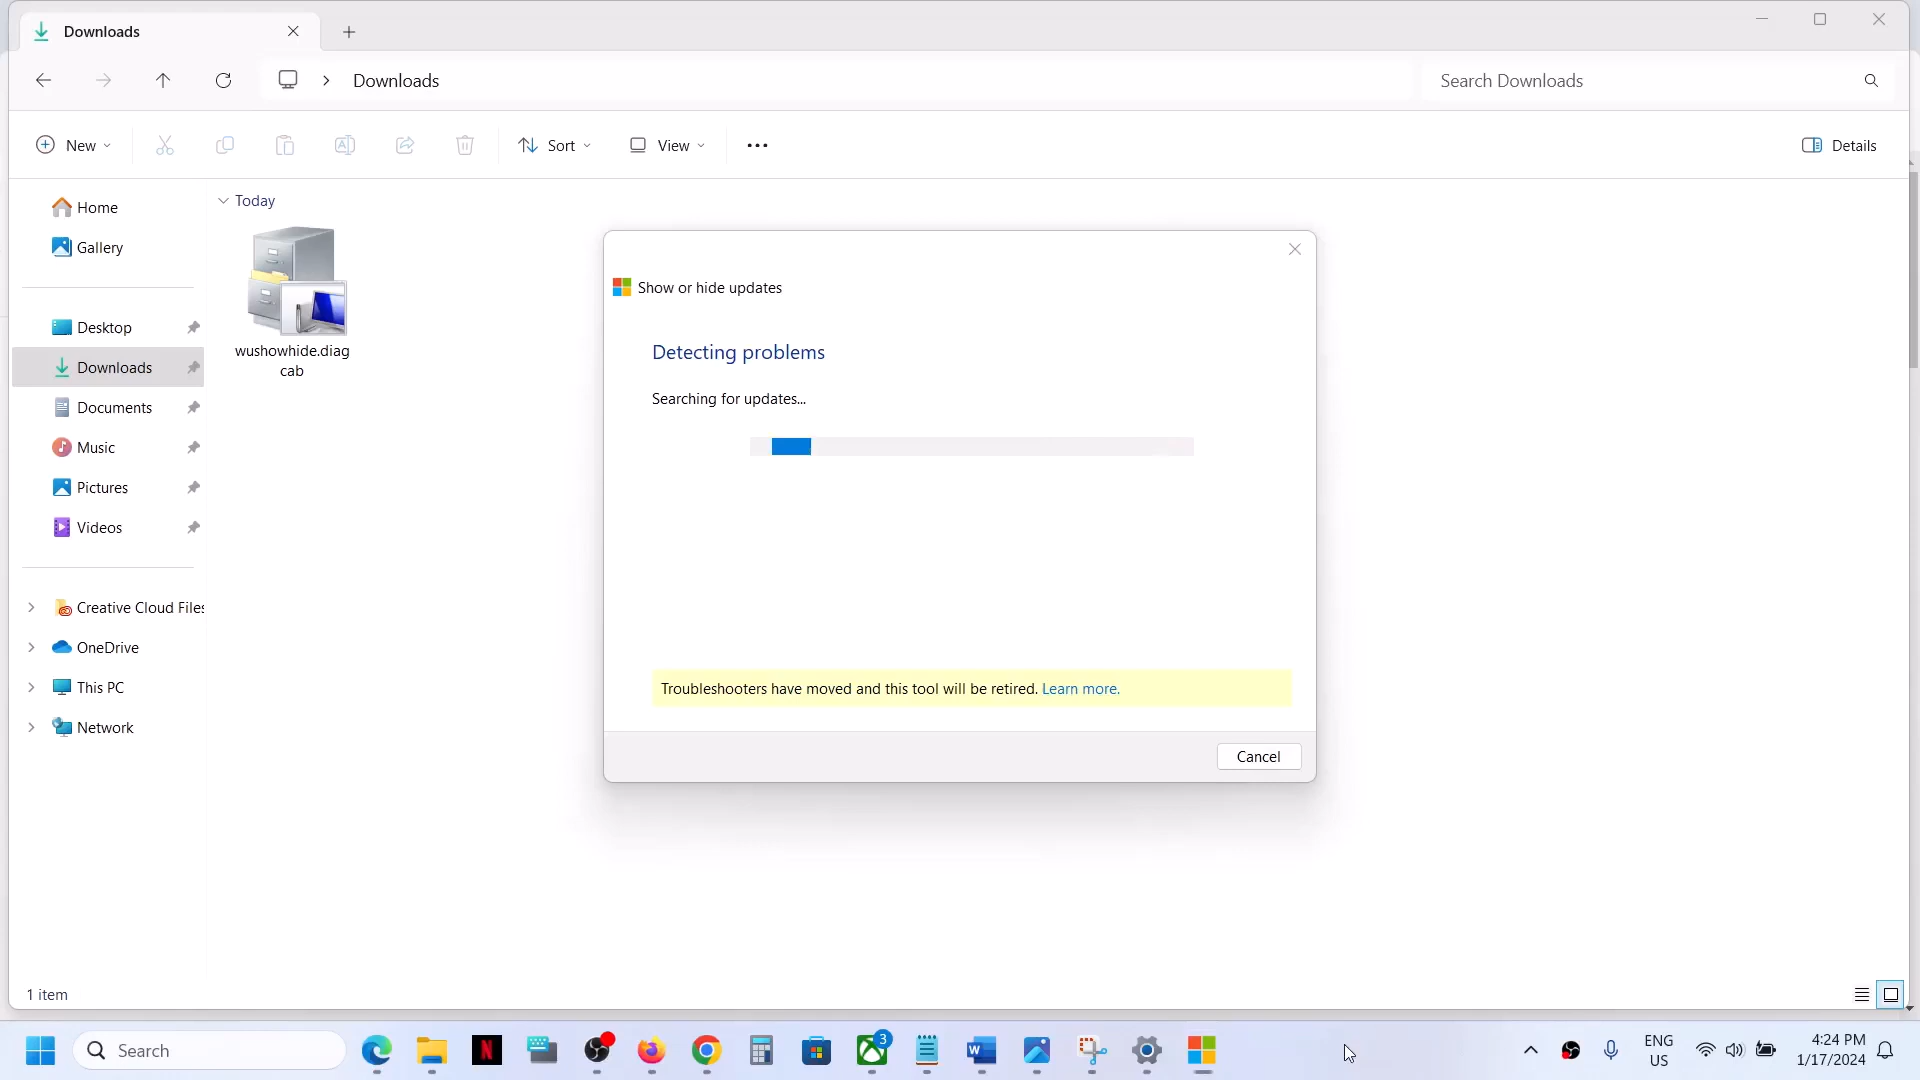 Downloads
Downloads
Search Downloads
New
Sort
View
Details
Home
Gallery
Desktop
Downloads
Documents
Music
Pictures
Videos
Creative Cloud Files
OneDrive
This PC
Network
Today
wushowhide.diag
cab
Show or hide updates
Detecting problems
Searching for updates...
Troubleshooters have moved and this tool will be retired. Learn more.
Cancel
1 item
Search
3
ENG
US
4:24 PM
1/17/2024